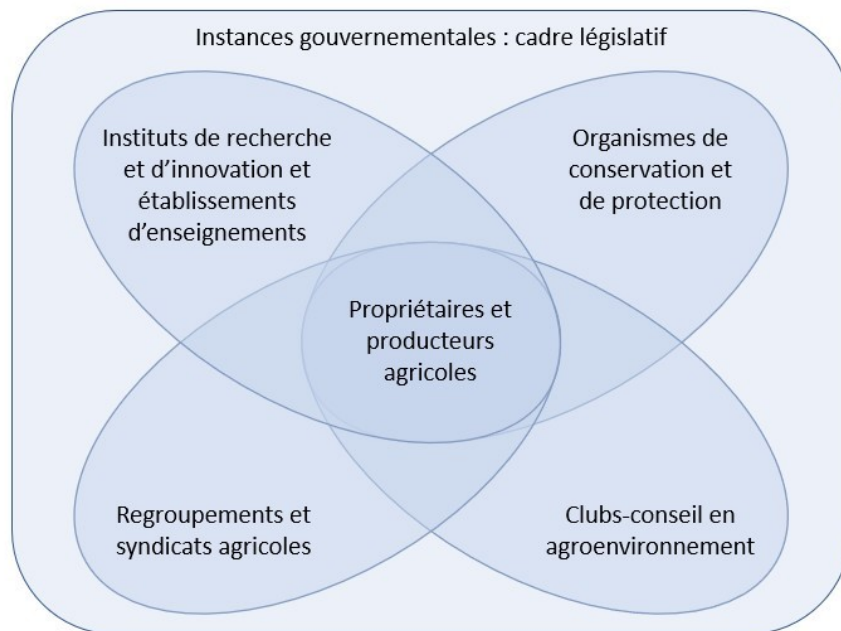 Instances gouvernementales : cadre législatif
Instituts de recherche
et d’innovation et
établissements
d’enseignements
Organismes de
conservation et
de protection
Propriétaires et
producteurs
agricoles
Regroupements et
syndicats agricoles
Clubs-conseil en
agroenvironnement